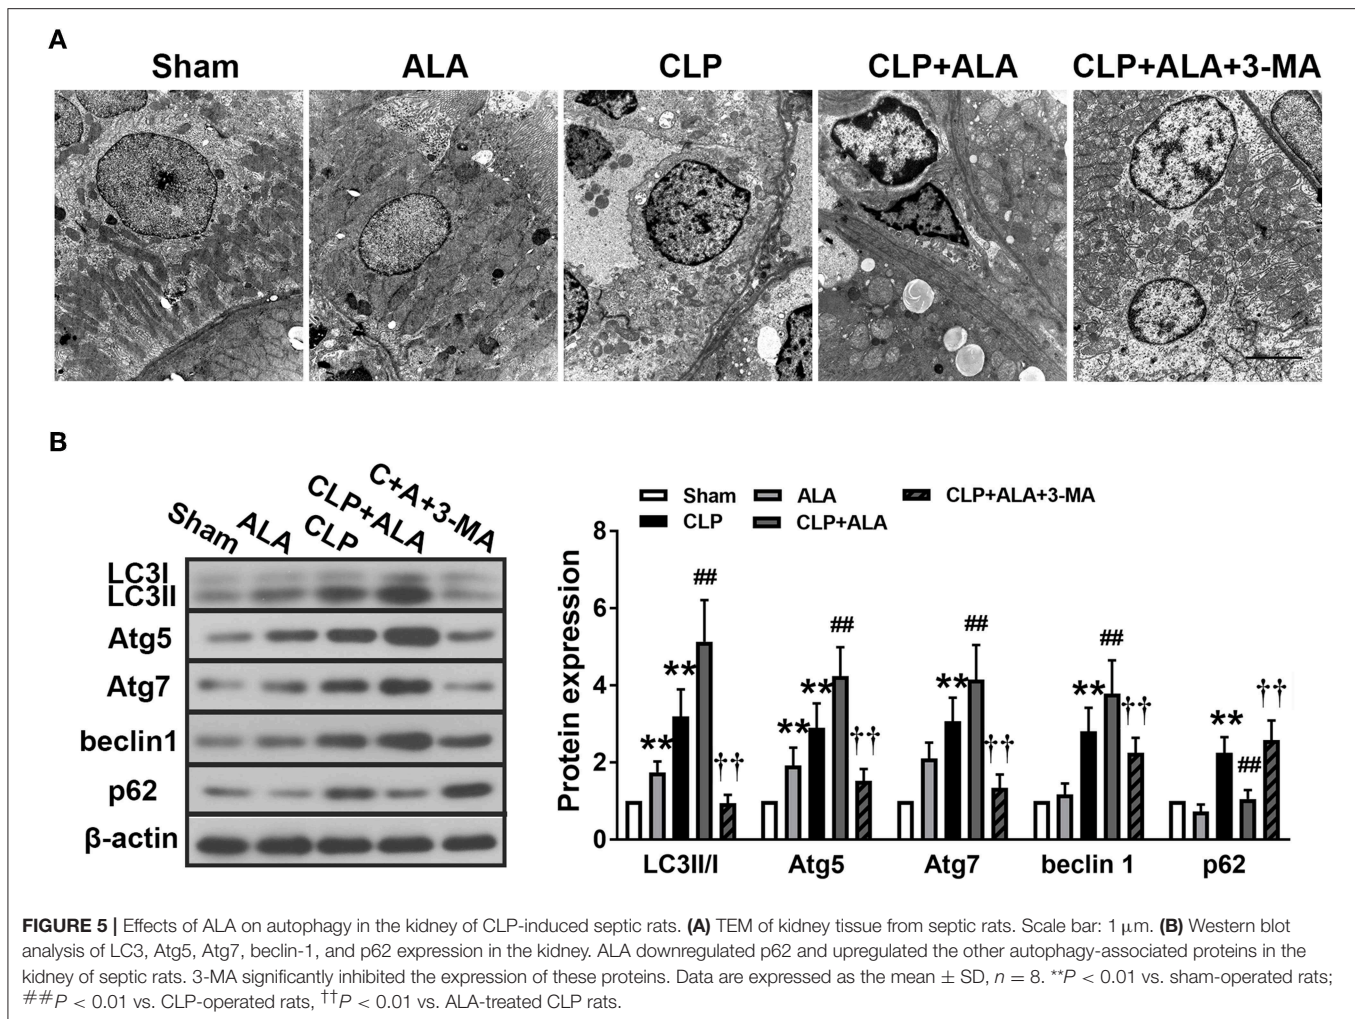 A
Sham ALA CLP CLP+ALA CLP+ALA+3-MA
B
Sham ALA CLP CLP+ALA C+A+3-MA
LC3I
LC3II
Atg5
Atg7
beclin1
p62
β-actin
Sham ALA CLP+ALA+3-MA
CLP CLP+ALA
Protein expression
8
6
4
2
0
** ** ## ††
** ** ## ††
** ## ††
** ## ††
** ## ††
LC3II/I Atg5 Atg7 beclin 1 p62
FIGURE 5 | Effects of ALA on autophagy in the kidney of CLP-induced septic rats. (A) TEM of kidney tissue from septic rats. Scale bar: 1 μm. (B) Western blot
analysis of LC3, Atg5, Atg7, beclin-1, and p62 expression in the kidney. ALA downregulated p62 and upregulated the other autophagy-associated proteins in the
kidney of septic rats. 3-MA significantly inhibited the expression of these proteins. Data are expressed as the mean ± SD, n = 8. **P < 0.01 vs. sham-operated rats;
##P < 0.01 vs. CLP-operated rats, ††P < 0.01 vs. ALA-treated CLP rats.